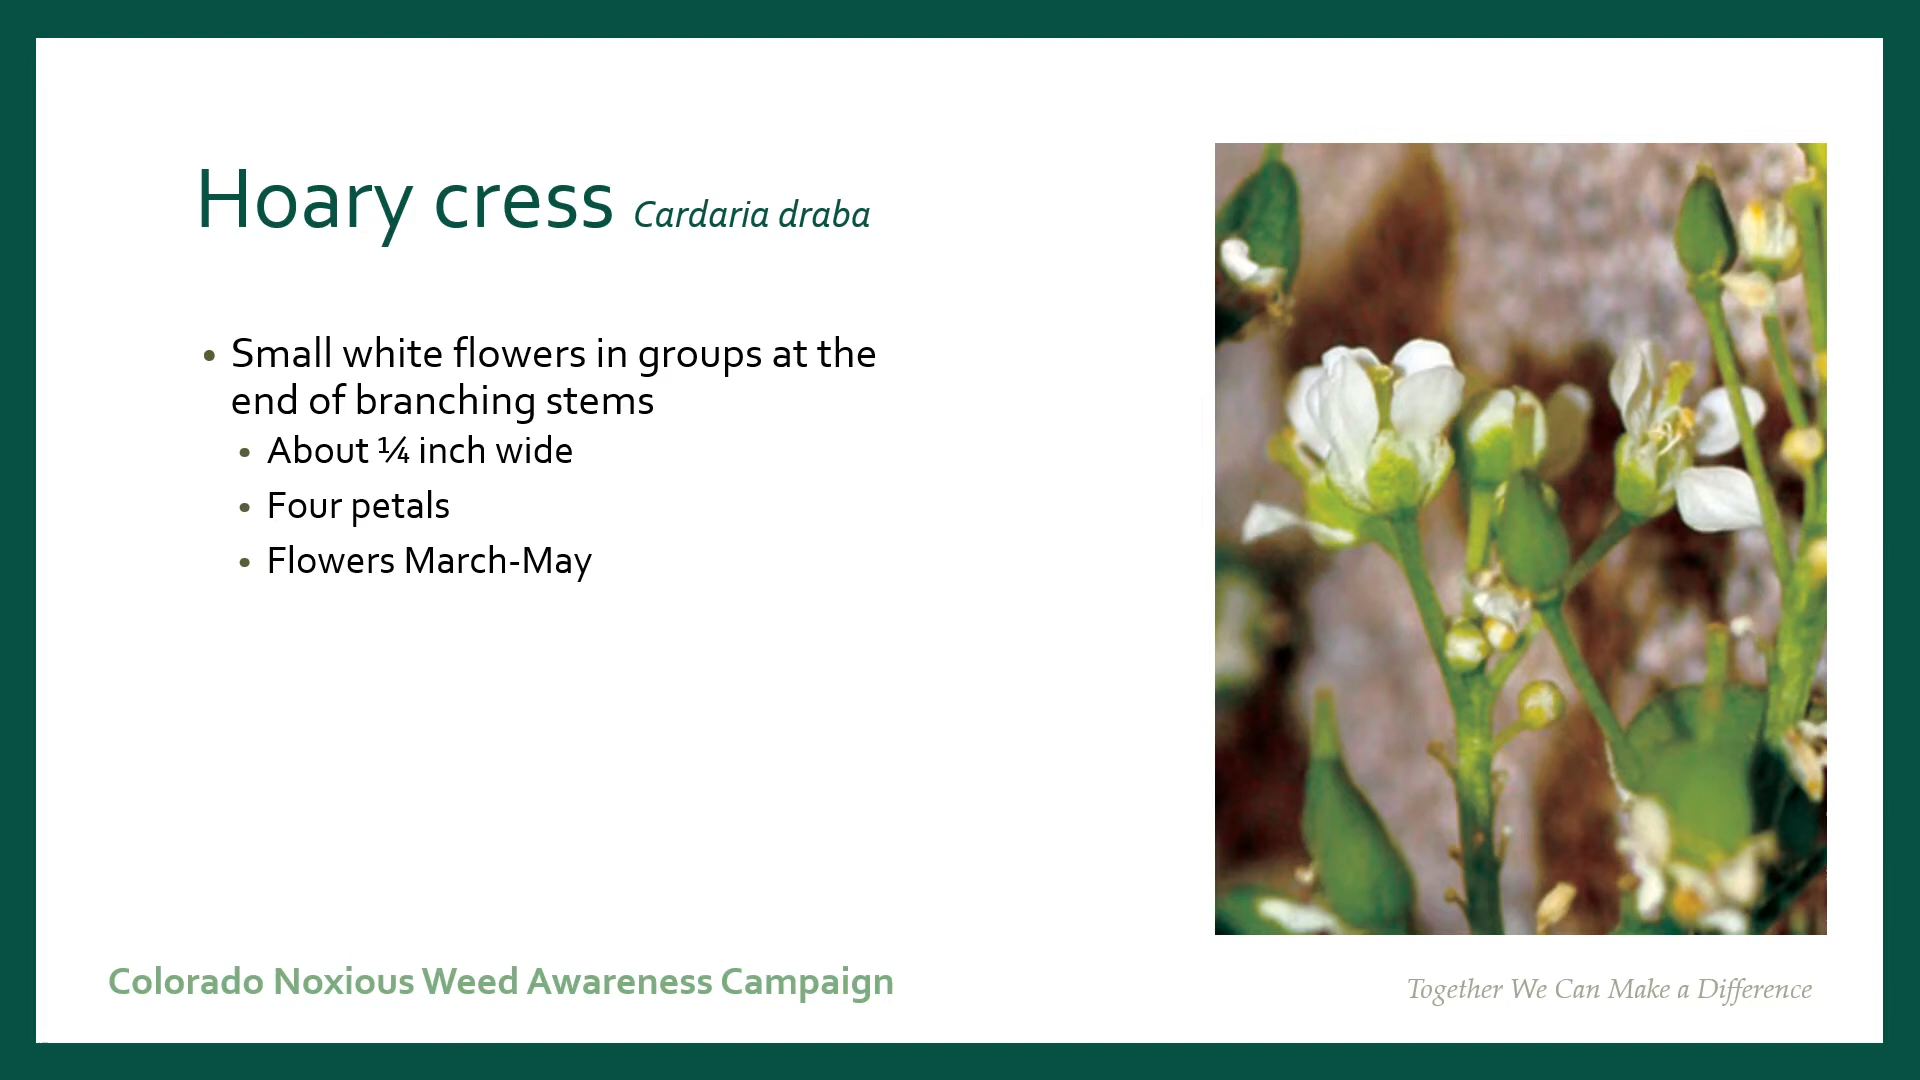 Hoary cress Cardaria draba
• Small white flowers in groups at the
end of branching stems
• About ¼ inch wide
• Four petals
• Flowers March-May
Colorado Noxious Weed Awareness Campaign
Together We Can Make a Difference